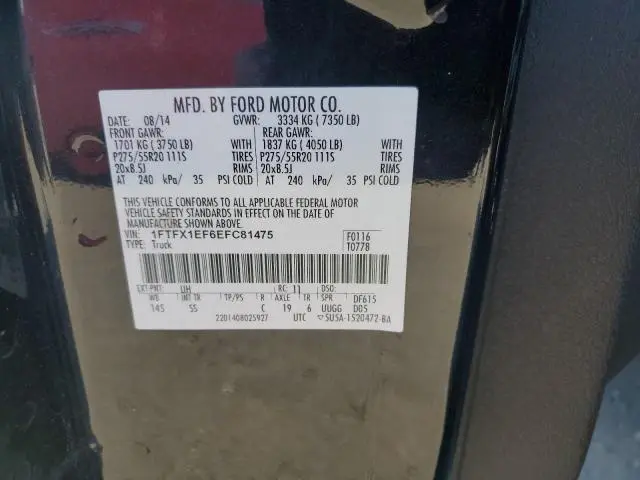 MFD. BY FORD MOTOR CO.
DATE: 08/14 GVWR: 3334 KG ( 7350 LB)
FRONT GAWR: REAR GAWR:
1701 KG ( 3750 LB) WITH 1837 KG ( 4050 LB) WITH
P275/55R20 111S TIRES P275/55R20 111S TIRES
20x8.5J RIMS 20x8.5J RIMS
AT 240 kPa/ 35 PSI COLD AT 240 kPa/ 35 PSI COLD
THIS VEHICLE CONFORMS TO ALL APPLICABLE FEDERAL MOTOR
VEHICLE SAFETY STANDARDS IN EFFECT ON THE DATE OF
MANUFACTURE SHOWN ABOVE.
VIN: 1FTFX1EF6EFC81475 F0116
TYPE: Truck T0778
EXT PNT: UH RC: 11 DSO:
WB INT TR TP/PS R AXLE TR SPR DF615
145 SS C 19 6 UUGG D05
2201408025927 UTC 5U5A-1520472-BA